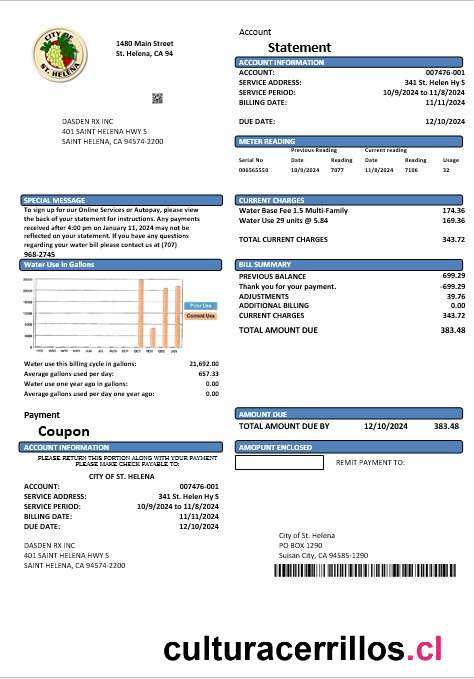 CITY OF
ST. HELENA
1480 Main Street
St. Helena, CA 94
DASDEN RX INC
401 SAINT HELENA HWY S
SAINT HELENA, CA 94574-2200
Account
Statement
ACCOUNT INFORMATION
ACCOUNT: 007476-001
SERVICE ADDRESS: 341 St. Helen Hy S
SERVICE PERIOD: 10/9/2024 to 11/8/2024
BILLING DATE: 11/11/2024
DUE DATE: 12/10/2024
METER READING
Previous Reading Current reading
Serial No Date Reading Date Reading Usage
006565550 10/9/2024 7077 11/8/2024 7106 32
SPECIAL MESSAGE
To sign up for our Online Services or Autopay, please view
the back of your statement for instructions. Any payments
received after 4:00 pm on January 11, 2024 may not be
reflected on your statement. If you have any questions
regarding your water bill please contact us at (707)
968-2745
CURRENT CHARGES
Water Base Fee 1.5 Multi-Family 174.36
Water Use 29 units @ 5.84 169.36
TOTAL CURRENT CHARGES 343.72
Water Use In Gallons
Prior Use
Current Use
Water use this billing cycle in gallons: 21,692.00
Average gallons used per day: 657.33
Water use one year ago in gallons: 0.00
Average gallons used per day one year ago: 0.00
BILL SUMMARY
PREVIOUS BALANCE 699.29
Thank you for your payment. -699.29
ADJUSTMENTS 39.76
ADDITIONAL BILLING 0.00
CURRENT CHARGES 343.72
TOTAL AMOUNT DUE 383.48
Payment
Coupon
ACCOUNT INFORMATION
PLEASE RETURN THIS PORTION ALONG WITH YOUR PAYMENT
PLEASE MAKE CHECK PAYABLE TO:
CITY OF ST. HELENA
ACCOUNT: 007476-001
SERVICE ADDRESS: 341 St. Helen Hy S
SERVICE PERIOD: 10/9/2024 to 11/8/2024
BILLING DATE: 11/11/2024
DUE DATE: 12/10/2024
DASDEN RX INC
401 SAINT HELENA HWY S
SAINT HELENA, CA 94574-2200
AMOUNT DUE
TOTAL AMOUNT DUE BY 12/10/2024 383.48
AMOPUNT ENCLOSED
REMIT PAYMENT TO:
City of St. Helena
PO BOX 1290
Suisan City, CA 94585-1290
culturacerrillos.cl